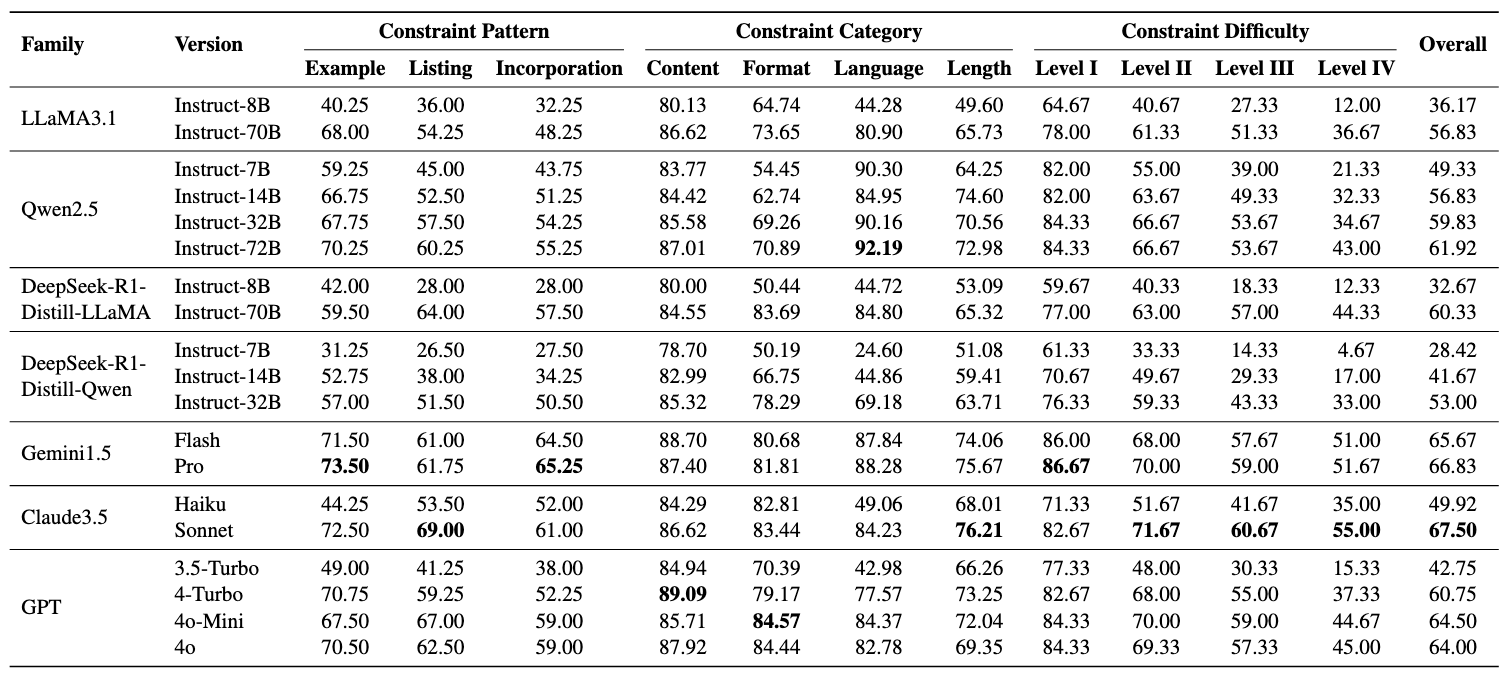 Family Version Constraint Pattern Constraint Category Constraint Difficulty Overall
Example Listing Incorporation Content Format Language Length Level I Level II Level III Level IV
LLaMA3.1 Instruct-8B 40.25 36.00 32.25 80.13 64.74 44.28 49.60 64.67 40.67 27.33 12.00 36.17
Instruct-70B 68.00 54.25 48.25 86.62 73.65 80.90 65.73 78.00 61.33 51.33 36.67 56.83
Qwen2.5 Instruct-7B 59.25 45.00 43.75 83.77 54.45 90.30 64.25 82.00 55.00 39.00 21.33 49.33
Instruct-14B 66.75 52.50 51.25 84.42 62.74 84.95 74.60 82.00 63.67 49.33 32.33 56.83
Instruct-32B 67.75 57.50 54.25 85.58 69.26 90.16 70.56 84.33 66.67 53.67 34.67 59.83
Instruct-72B 70.25 60.25 55.25 87.01 70.89 92.19 72.98 84.33 66.67 53.67 43.00 61.92
DeepSeek-R1- Instruct-8B 42.00 28.00 28.00 80.00 50.44 44.72 53.09 59.67 40.33 18.33 12.33 32.67
Distill-LLaMA Instruct-70B 59.50 64.00 57.50 84.55 83.69 84.80 65.32 77.00 63.00 57.00 44.33 60.33
DeepSeek-R1- Instruct-7B 31.25 26.50 27.50 78.70 50.19 24.60 51.08 61.33 33.33 14.33 4.67 28.42
Distill-Qwen Instruct-14B 52.75 38.00 34.25 82.99 66.75 44.86 59.41 70.67 49.67 29.33 17.00 41.67
Instruct-32B 57.00 51.50 50.50 85.32 78.29 69.18 63.71 76.33 59.33 43.33 33.00 53.00
Gemini1.5 Flash 71.50 61.00 64.50 88.70 80.68 87.84 74.06 86.00 68.00 57.67 51.00 65.67
Pro 73.50 61.75 65.25 87.40 81.81 88.28 75.67 86.67 70.00 59.00 51.67 66.83
Claude3.5 Haiku 44.25 53.50 52.00 84.29 82.81 49.06 68.01 71.33 51.67 41.67 35.00 49.92
Sonnet 72.50 69.00 61.00 86.62 83.44 84.23 76.21 82.67 71.67 60.67 55.00 67.50
GPT 3.5-Turbo 49.00 41.25 38.00 84.94 70.39 42.98 66.26 77.33 48.00 30.33 15.33 42.75
4-Turbo 70.75 59.25 52.25 89.09 79.17 77.57 73.25 82.67 68.00 55.00 37.33 60.75
4o-Mini 67.50 67.00 59.00 85.71 84.57 84.37 72.04 84.33 70.00 59.00 44.67 64.50
4o 70.50 62.50 59.00 87.92 84.44 82.78 69.35 84.33 69.33 57.33 45.00 64.00